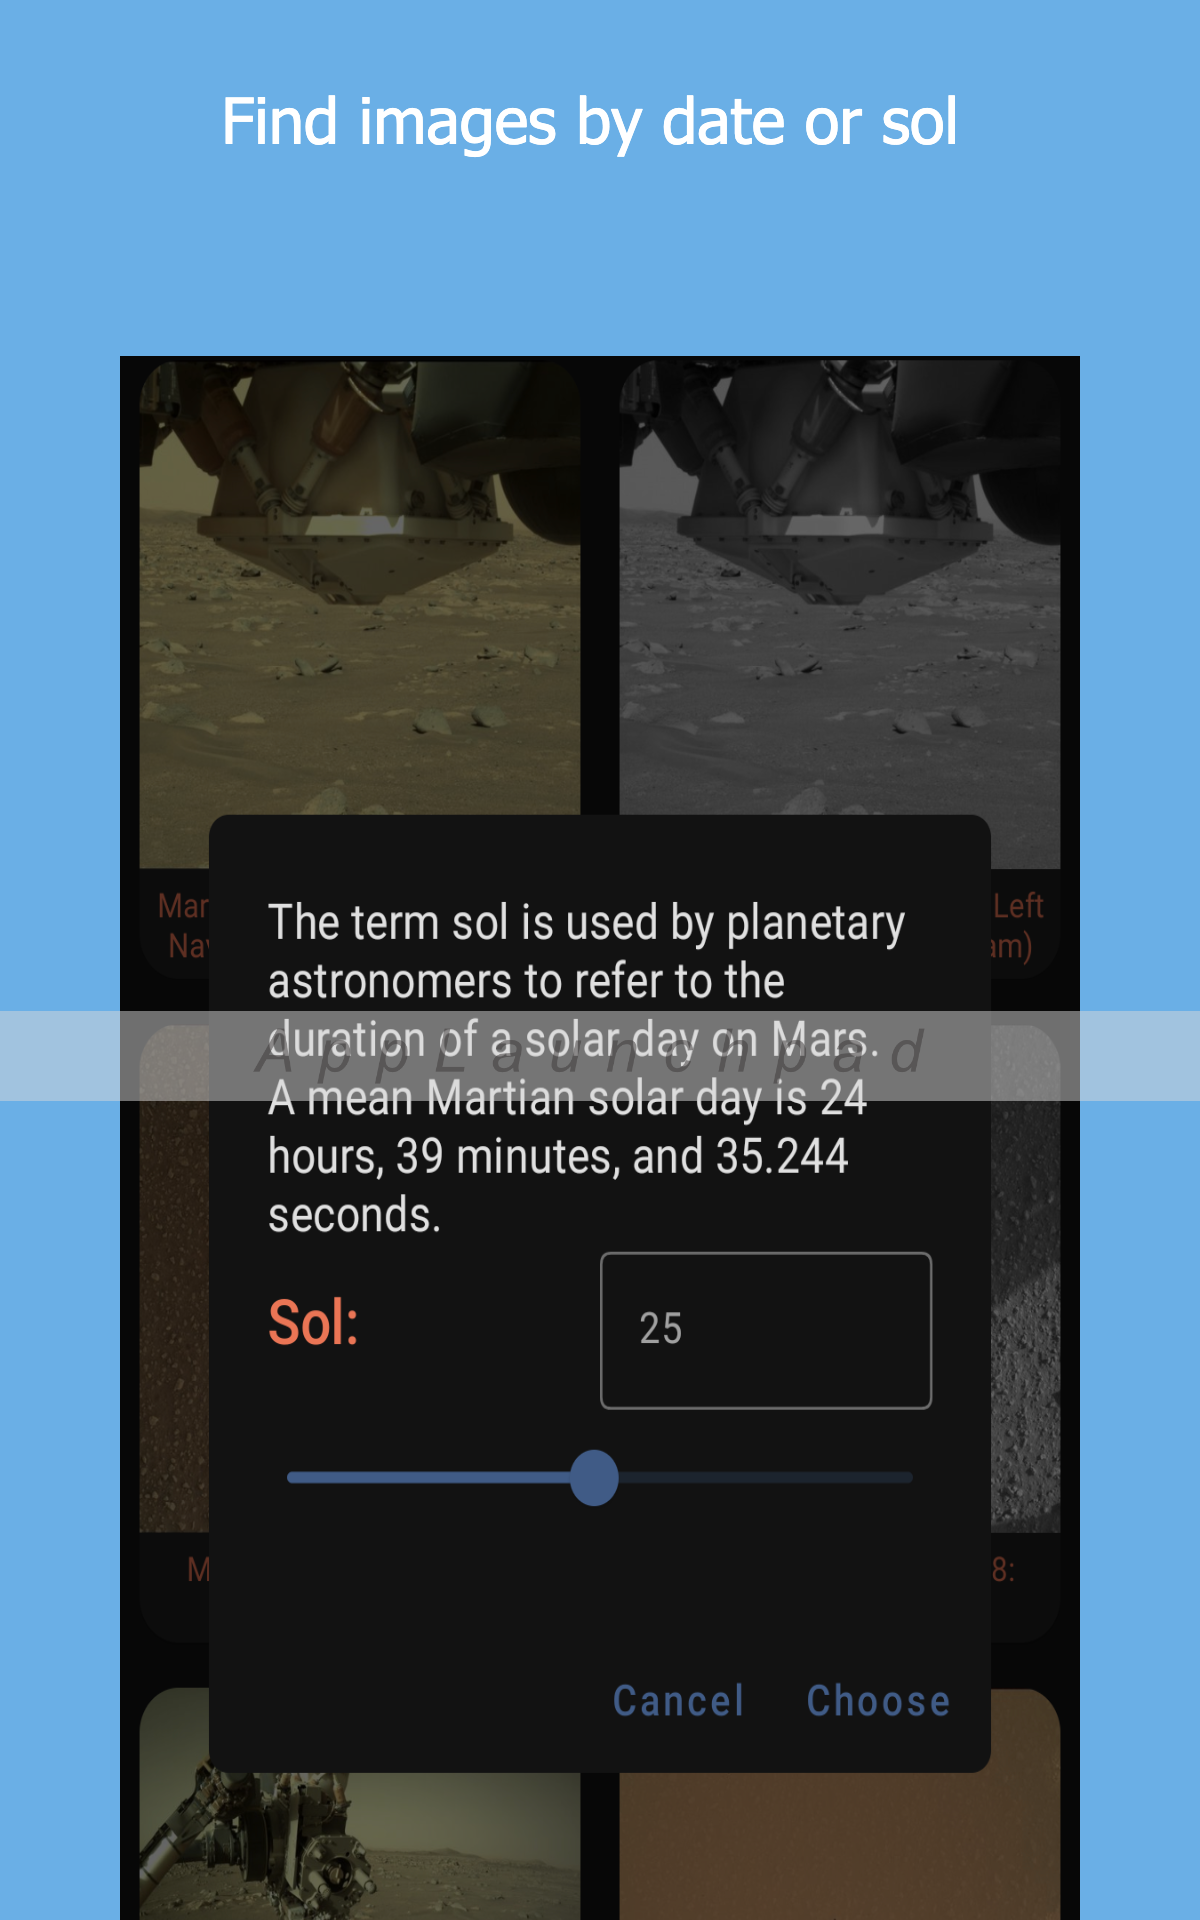 Find images by date or sol
Mar
Nav
Left
am)
The term sol is used by planetary
astronomers to refer to the
duration of a solar day on Mars.
AppLaunchpad
A mean Martian solar day is 24
hours, 39 minutes, and 35.244
seconds.
Sol:
25
M
8:
Cancel
Choose